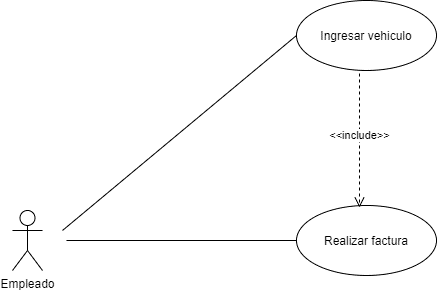 Ingresar vehiculo
<<include>>
Realizar factura
Empleado